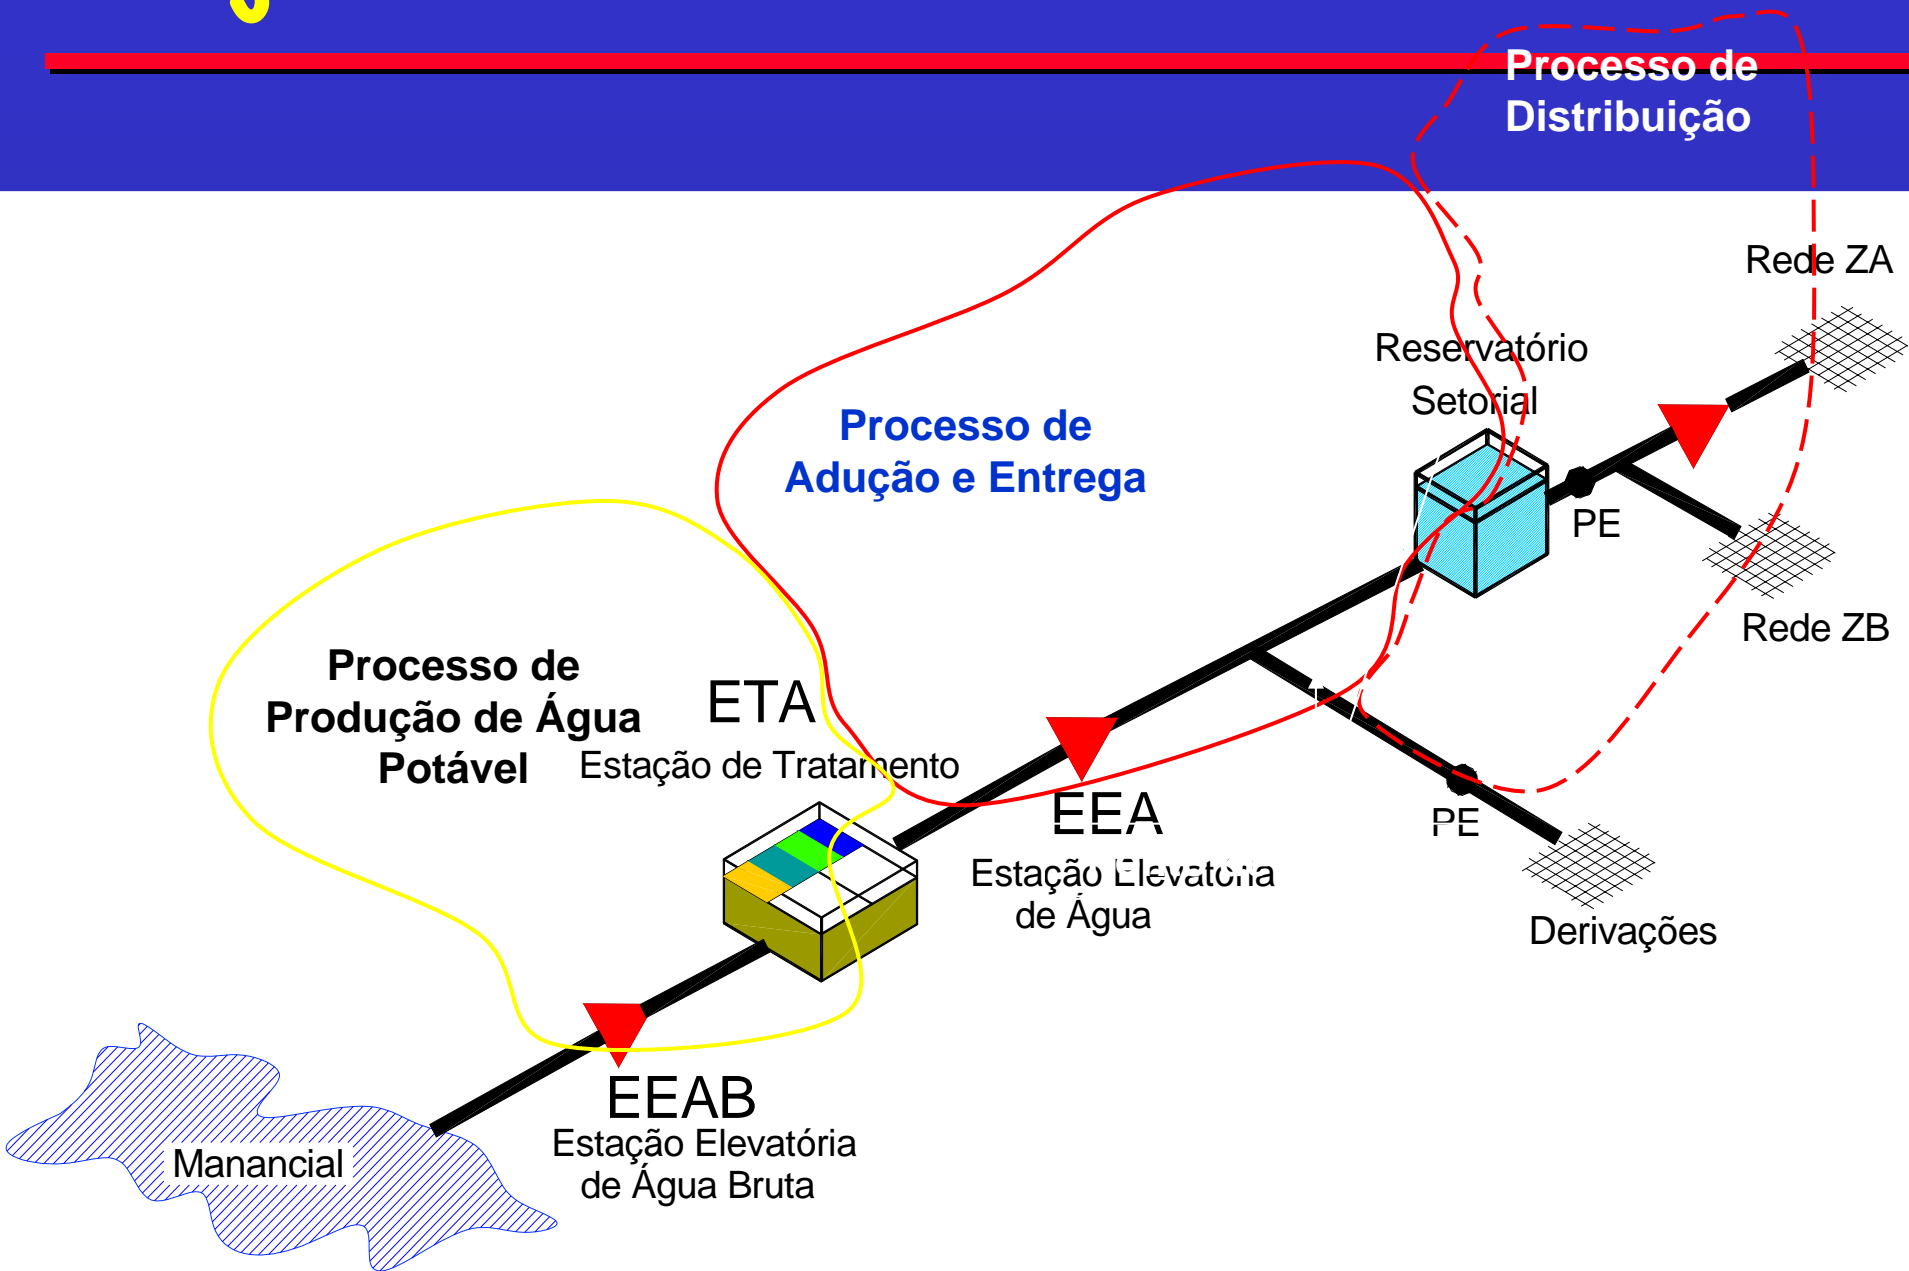 Processo de
Distribuição
Rede ZA
Reservatório
Setorial
Processo de
Adução e Entrega
PE
Rede ZB
Processo de
Produção de Água
Potável
ETA
Estação de Tratamento
EEA
Estação Elevatória
de Água
PE
Derivações
EEAB
Estação Elevatória
de Água Bruta
Manancial